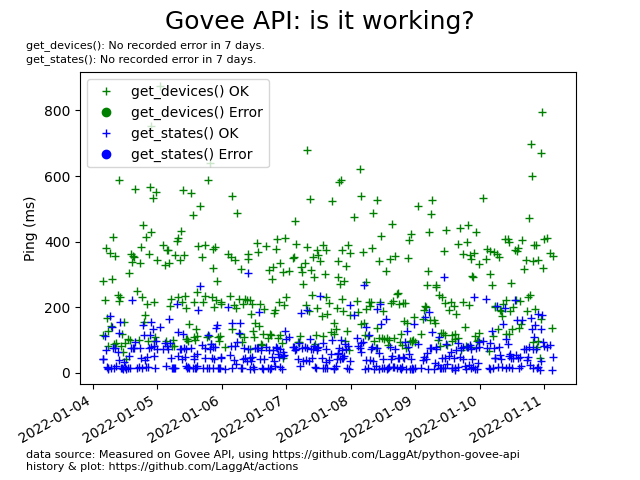 Govee API: is it working?
get_devices(): No recorded error in 7 days.
get_states(): No recorded error in 7 days.
get_devices() OK
get_devices() Error
get_states() OK
get_states() Error
800
600
400
200
0
Ping (ms)
2022-01-04
2022-01-05
2022-01-06
2022-01-07
2022-01-08
2022-01-09
2022-01-10
2022-01-11
data source: Measured on Govee API, using https://github.com/LaggAt/python-govee-api
history & plot: https://github.com/LaggAt/actions